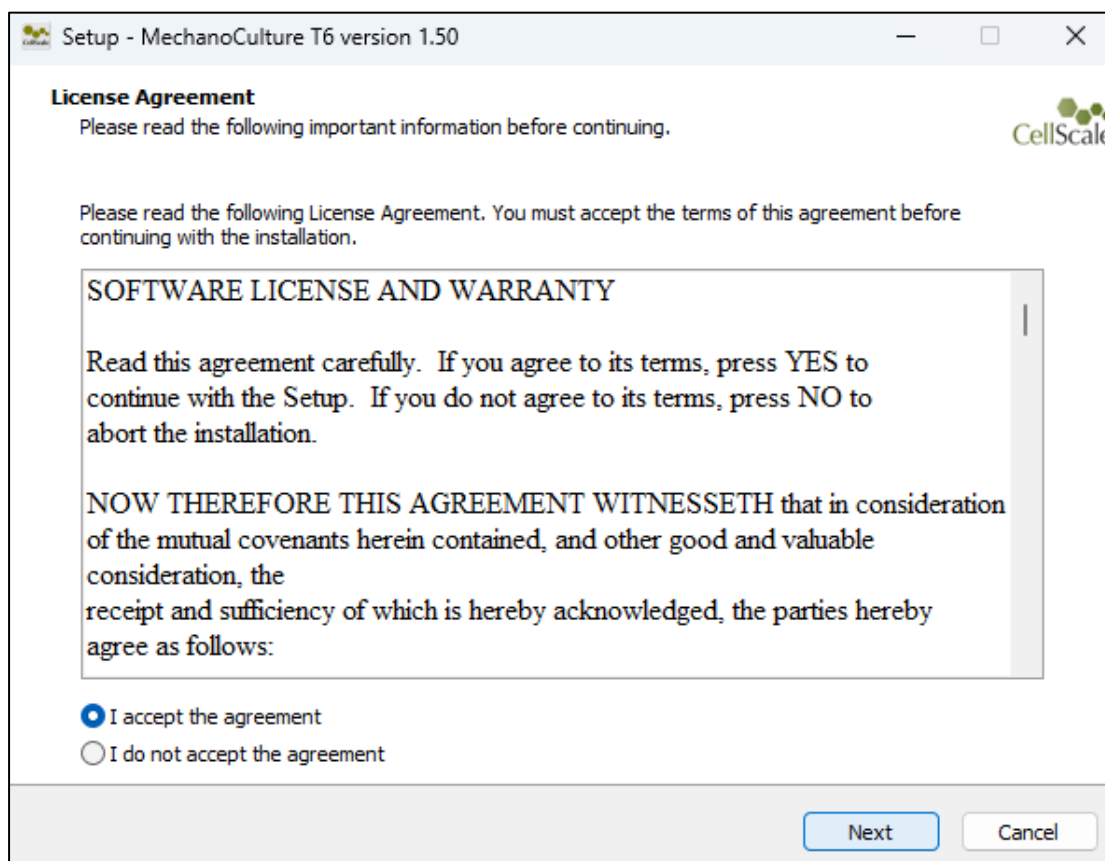 Setup - MechanoCulture T6 version 1.50
License Agreement
Please read the following important information before continuing.
CellScale
Please read the following License Agreement. You must accept the terms of this agreement before
continuing with the installation.
SOFTWARE LICENSE AND WARRANTY
Read this agreement carefully.  If you agree to its terms, press YES to
continue with the Setup.  If you do not agree to its terms, press NO to
abort the installation.
NOW THEREFORE THIS AGREEMENT WITNESSETH that in consideration
of the mutual covenants herein contained, and other good and valuable
consideration, the
receipt and sufficiency of which is hereby acknowledged, the parties hereby
agree as follows:
I accept the agreement
I do not accept the agreement
Next
Cancel